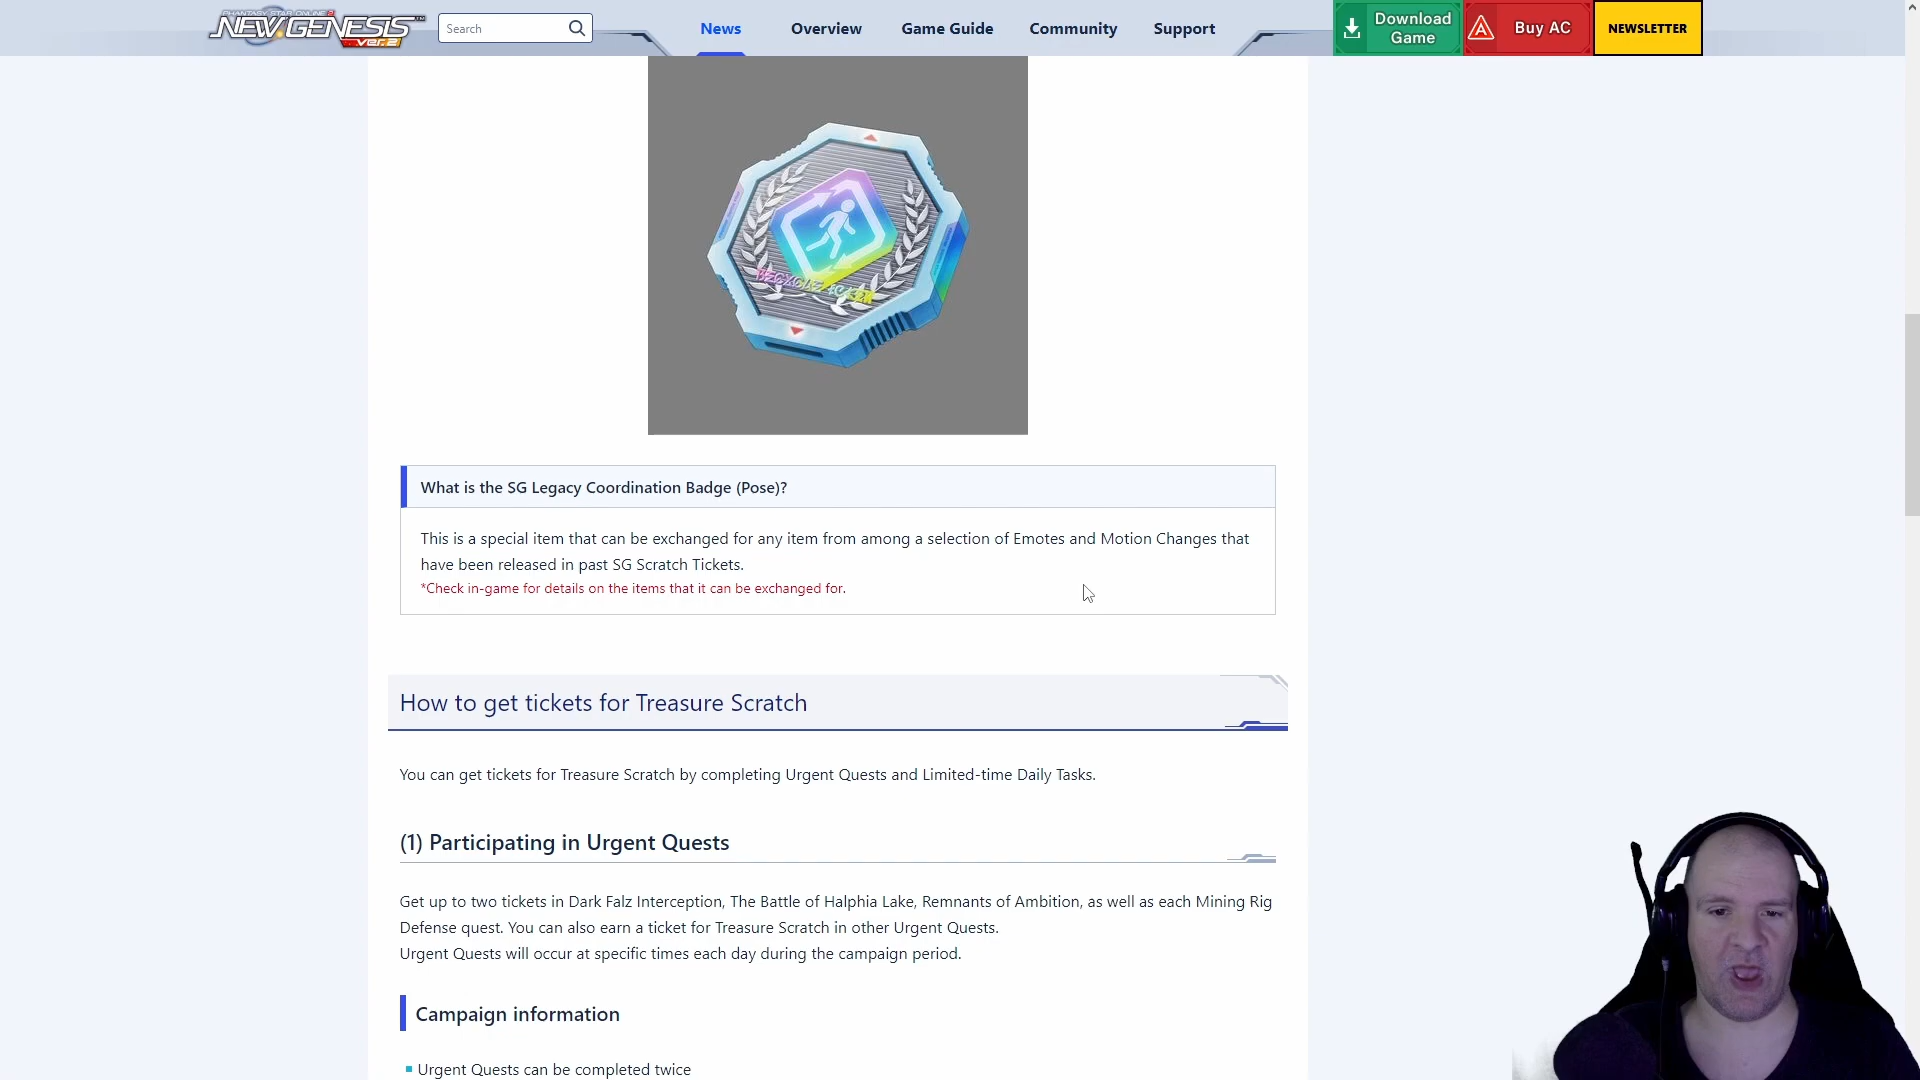 PHANTASY STAR ONLINE 2
NEW GENESIS
ver.2
Search
News
Overview
Game Guide
Community
Support
Download
Game
Buy AC
NEWSLETTER
What is the SG Legacy Coordination Badge (Pose)?
This is a special item that can be exchanged for any item from among a selection of Emotes and Motion Changes that
have been released in past SG Scratch Tickets.
*Check in-game for details on the items that it can be exchanged for.
How to get tickets for Treasure Scratch
You can get tickets for Treasure Scratch by completing Urgent Quests and Limited-time Daily Tasks.
(1) Participating in Urgent Quests
Get up to two tickets in Dark Falz Interception, The Battle of Halphia Lake, Remnants of Ambition, as well as each Mining Rig
Defense quest. You can also earn a ticket for Treasure Scratch in other Urgent Quests.
Urgent Quests will occur at specific times each day during the campaign period.
Campaign information
Urgent Quests can be completed twice